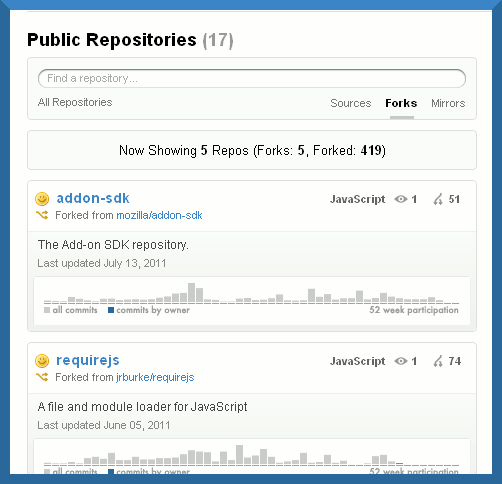 Public Repositories (17)
Find a repository...
All Repositories Sources Forks Mirrors
Now Showing 5 Repos (Forks: 5, Forked: 419)
addon-sdk JavaScript 1 51
Forked from mozilla/addon-sdk
The Add-on SDK repository.
Last updated July 13, 2011
all commits commits by owner 52 week participation
requirejs JavaScript 1 74
Forked from jrburke/requirejs
A file and module loader for JavaScript
Last updated June 05, 2011
all commits commits by owner 52 week participation